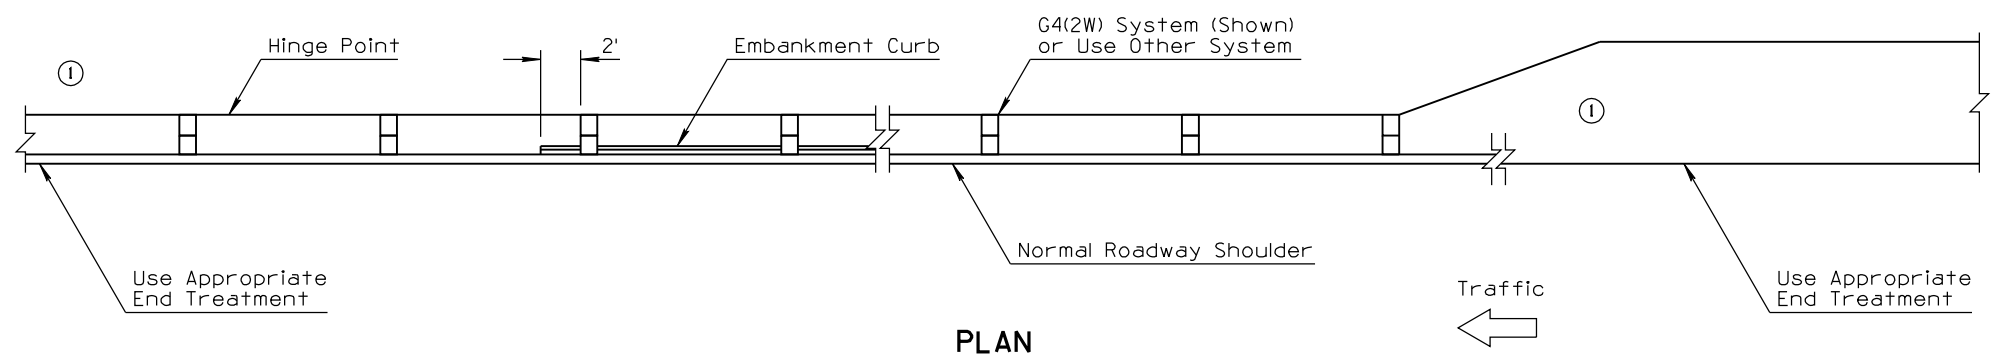 G4(2W) System (Shown)
or Use Other System
Hinge Point
2'
Embankment Curb
1
1
Normal Roadway Shoulder
Use Appropriate
End Treatment
Traffic
Use Appropriate
End Treatment
PLAN